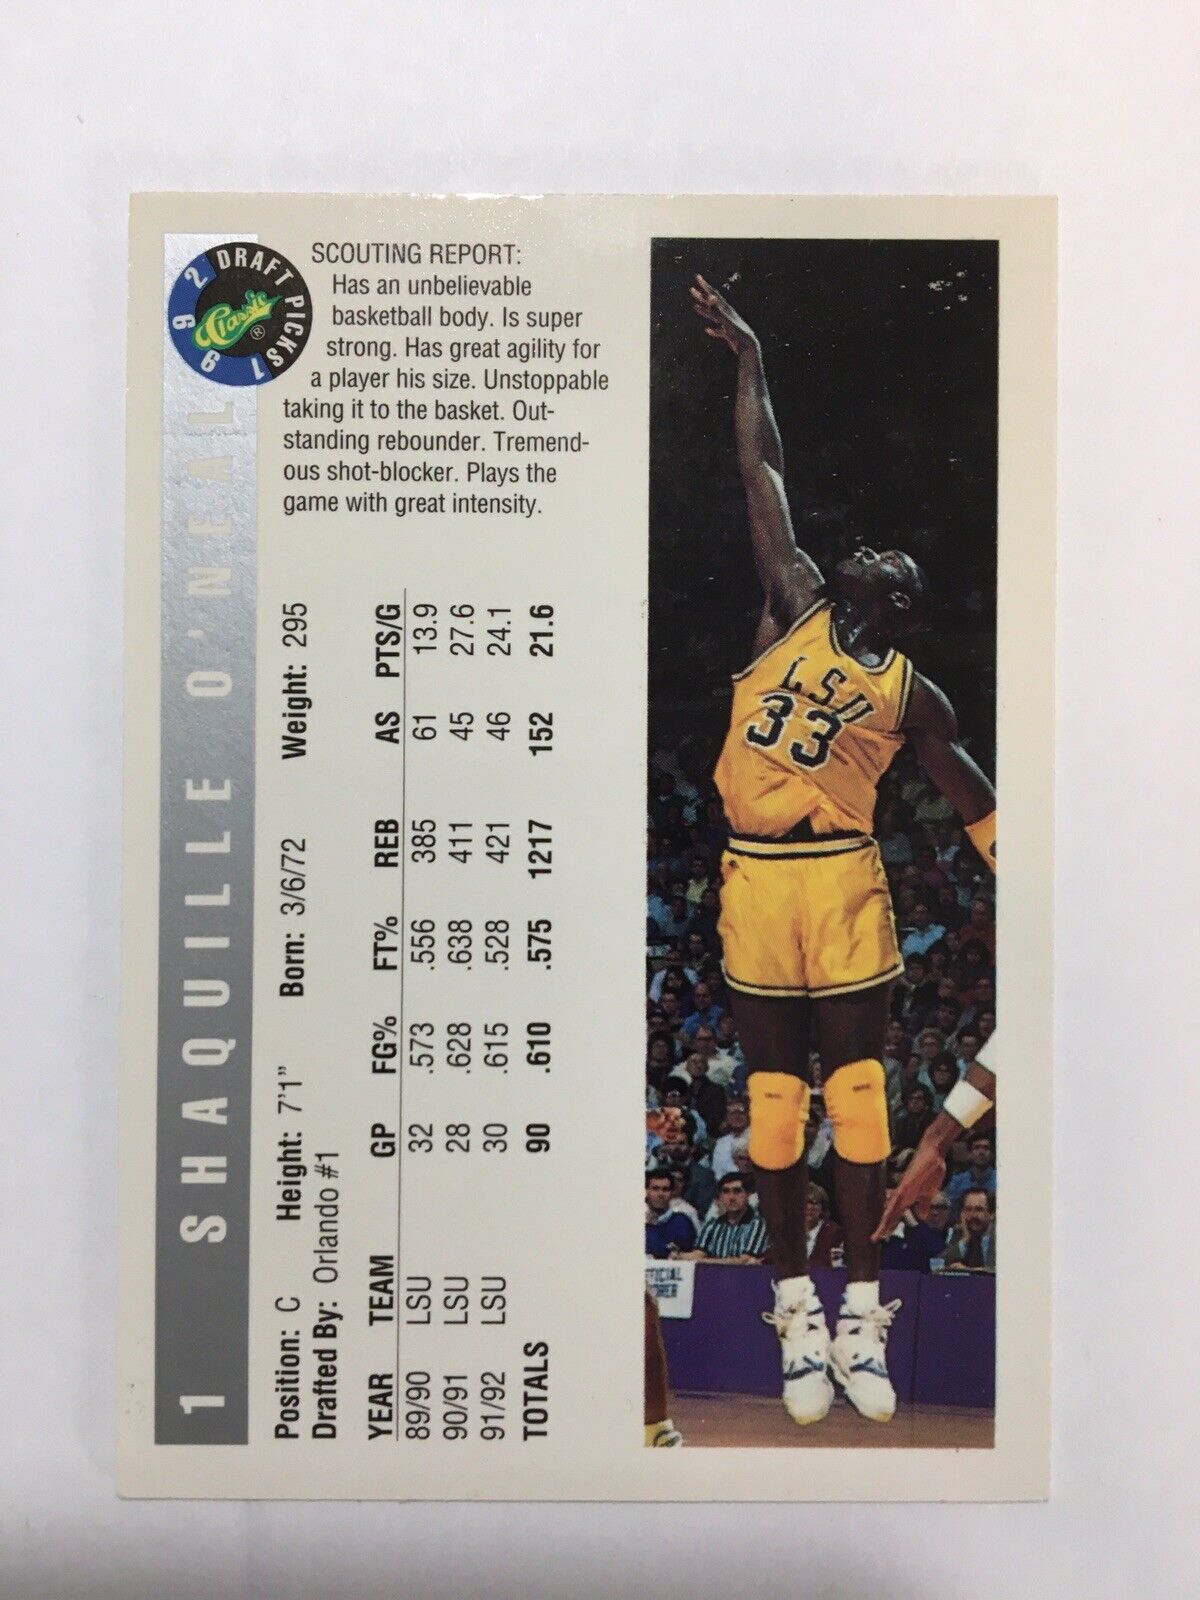 1 SHAQUILLE O'NEAL
1992 DRAFT PICKS
Classic ®
SCOUTING REPORT:
Has an unbelievable
basketball body. Is super
strong. Has great agility for
a player his size. Unstoppable
taking it to the basket. Out-
standing rebounder. Tremend-
ous shot-blocker. Plays the
game with great intensity.
Position: C Height: 7'1" Born: 3/6/72 Weight: 295
Drafted By: Orlando #1
YEAR TEAM GP FG% FT% REB AS PTS/G
89/90 LSU 32 .573 .556 385 61 13.9
90/91 LSU 28 .628 .638 411 45 27.6
91/92 LSU 30 .615 .528 421 46 24.1
TOTALS 90 .610 .575 1217 152 21.6
LSU
33